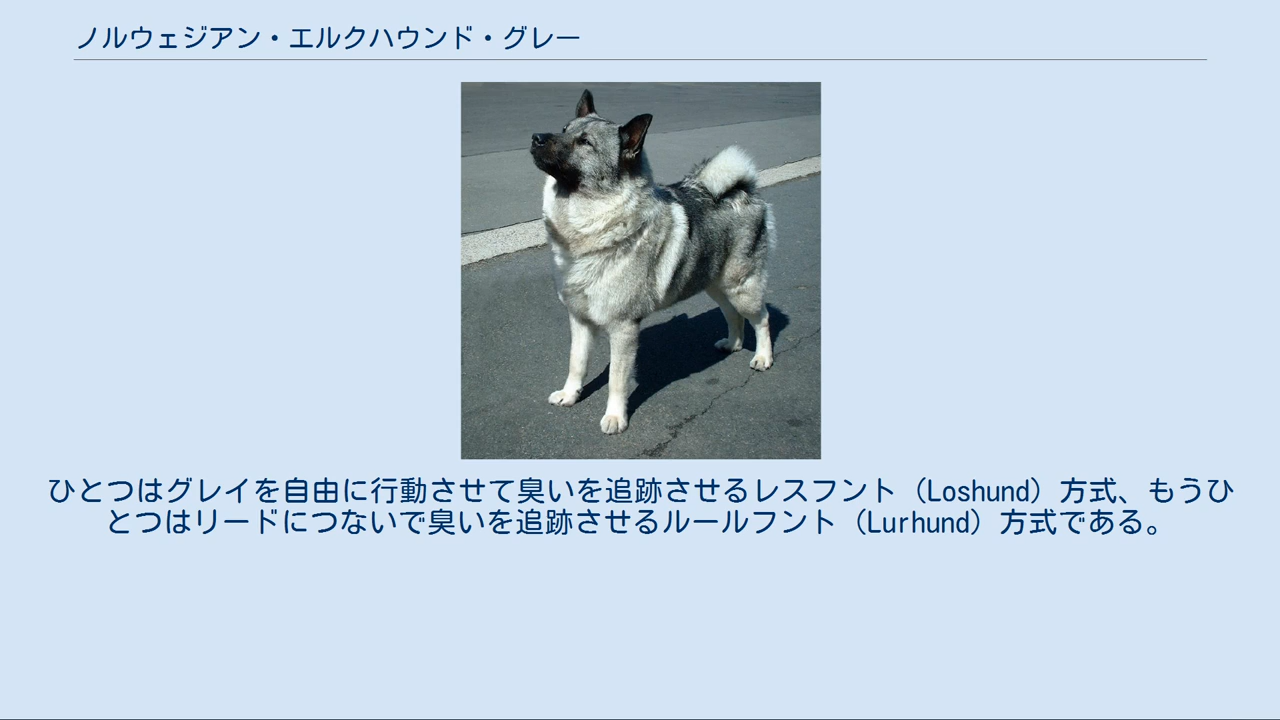 ノルウェジアン・エルクハウンド・グレー
ひとつはグレイを自由に行動させて臭いを追跡させるレスフント（Loshund）方式、もうひ
とつはリードにつないで臭いを追跡させるルールフント（Lurhund）方式である。